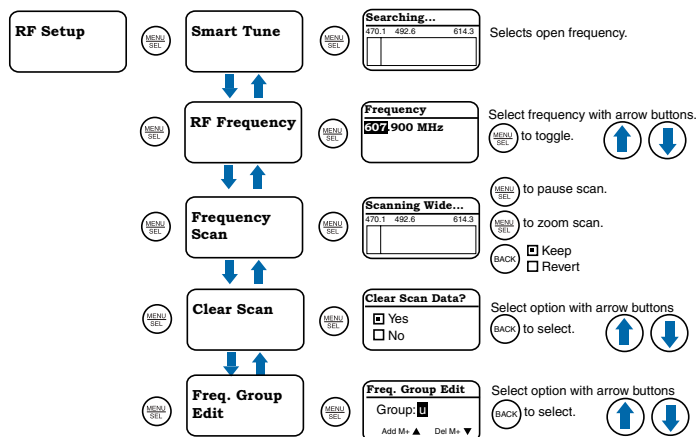 RF Setup
MENU
SEL
Smart Tune
MENU
SEL
Searching...
470.1 492.6 614.3
Selects open frequency.
MENU
SEL
RF Frequency
MENU
SEL
Frequency
607.900 MHz
Select frequency with arrow buttons.
MENU
SEL
to toggle.
MENU
SEL
Frequency
Scan
MENU
SEL
Scanning Wide...
470.1 492.6 614.3
MENU
SEL
to pause scan.
MENU
SEL
to zoom scan.
BACK
Keep
Revert
MENU
SEL
Clear Scan
MENU
SEL
Clear Scan Data?
Yes
No
Select option with arrow buttons
BACK
to select.
MENU
SEL
Freq. Group
Edit
MENU
SEL
Freq. Group Edit
Group:u
Add M+ ▲ Del M+ ▼
Select option with arrow buttons
BACK
to select.